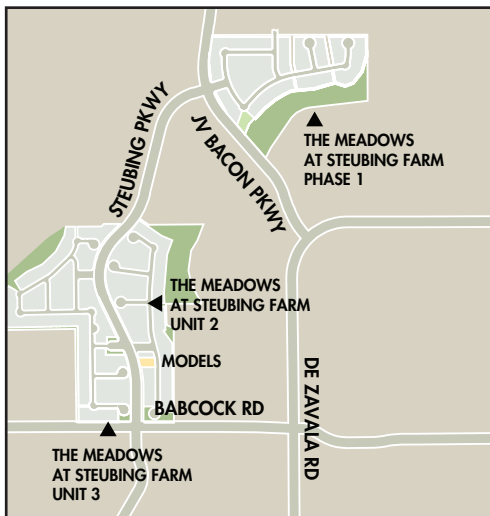 STEUBING PKWY
JV BACON PKWY
THE MEADOWS
AT STEUBING FARM
PHASE 1
THE MEADOWS
AT STEUBING FARM
UNIT 2
MODELS
DE ZAVALA RD
BABCOCK RD
THE MEADOWS
AT STEUBING FARM
UNIT 3